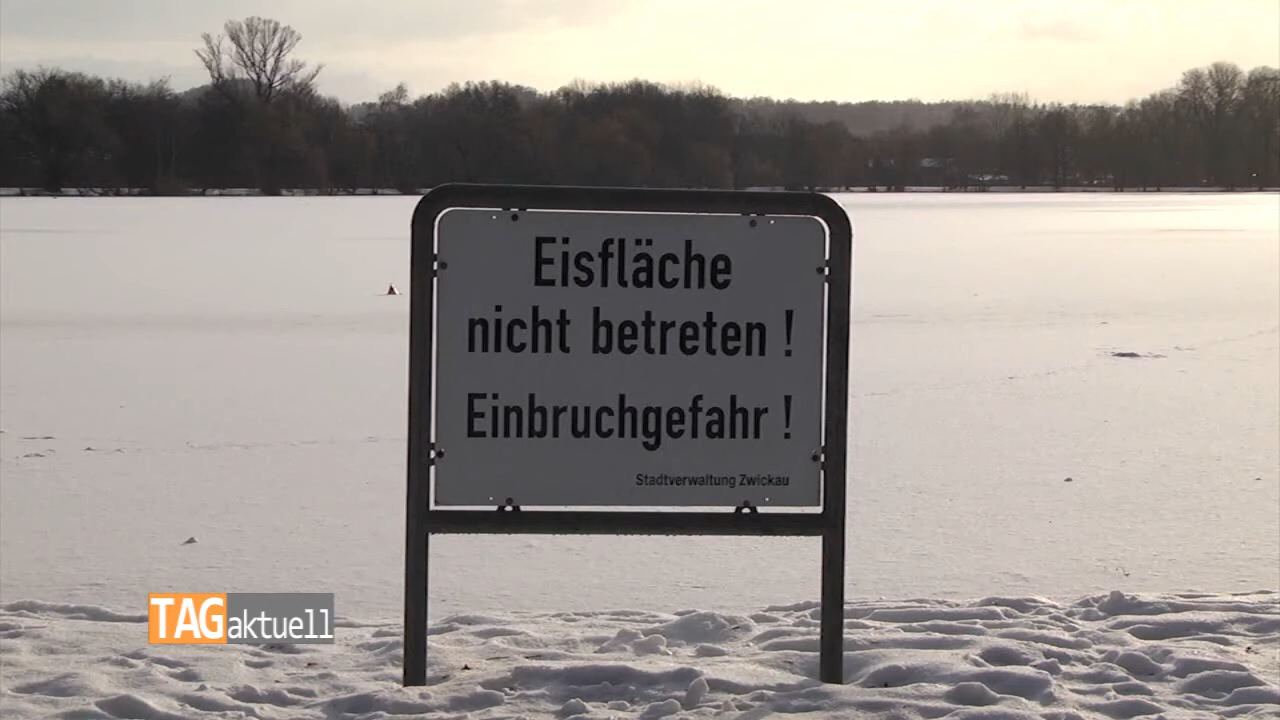 Eisfläche
nicht betreten !
Einbruchgefahr !
Stadtverwaltung Zwickau
TAGaktuell